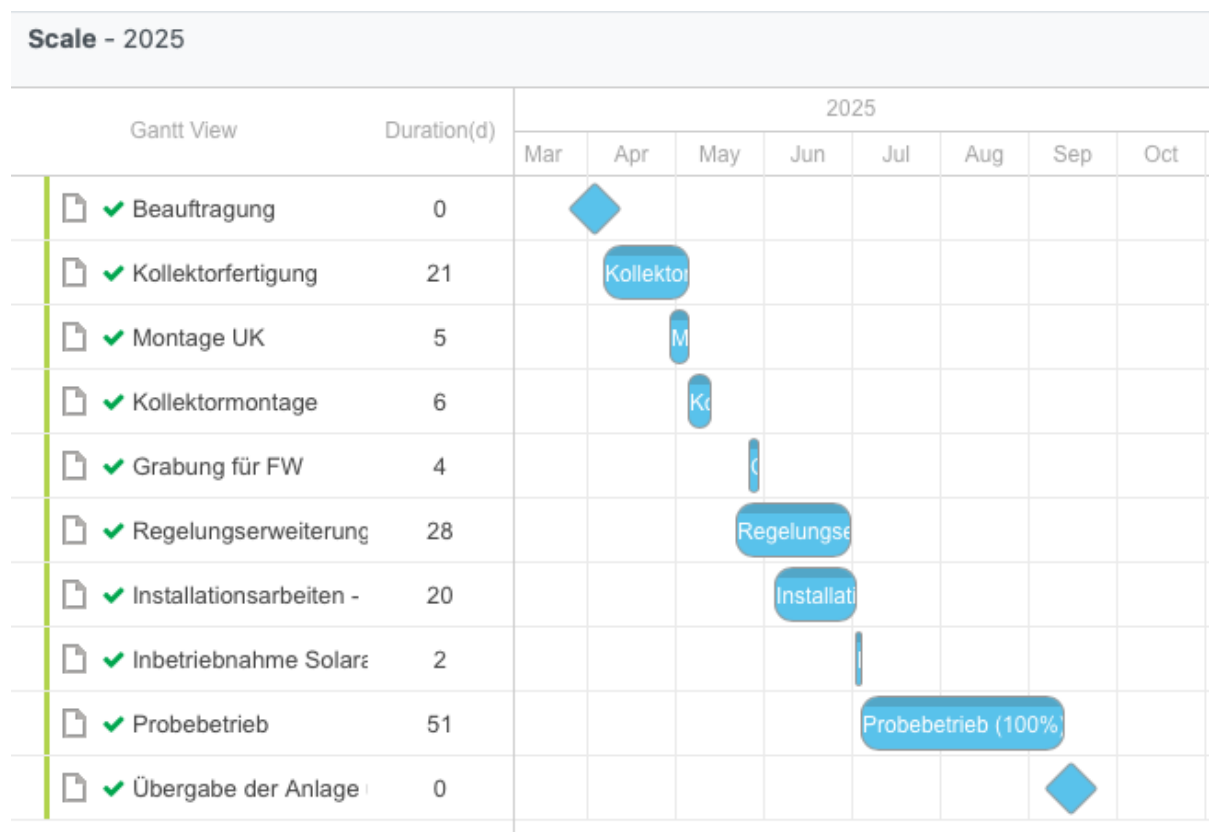 Scale - 2025
Gantt View Duration(d) 2025
Mar Apr May Jun Jul Aug Sep Oct
Beauftragung 0
Kollektorfertigung 21 Kollektor
Montage UK 5 M
Kollektormontage 6 Ko
Grabung für FW 4
Regelungserweiterung 28 Regelungse
Installationsarbeiten - 20 Installati
Inbetriebnahme Solara 2
Probebetrieb 51 Probebetrieb (100%)
Übergabe der Anlage 0